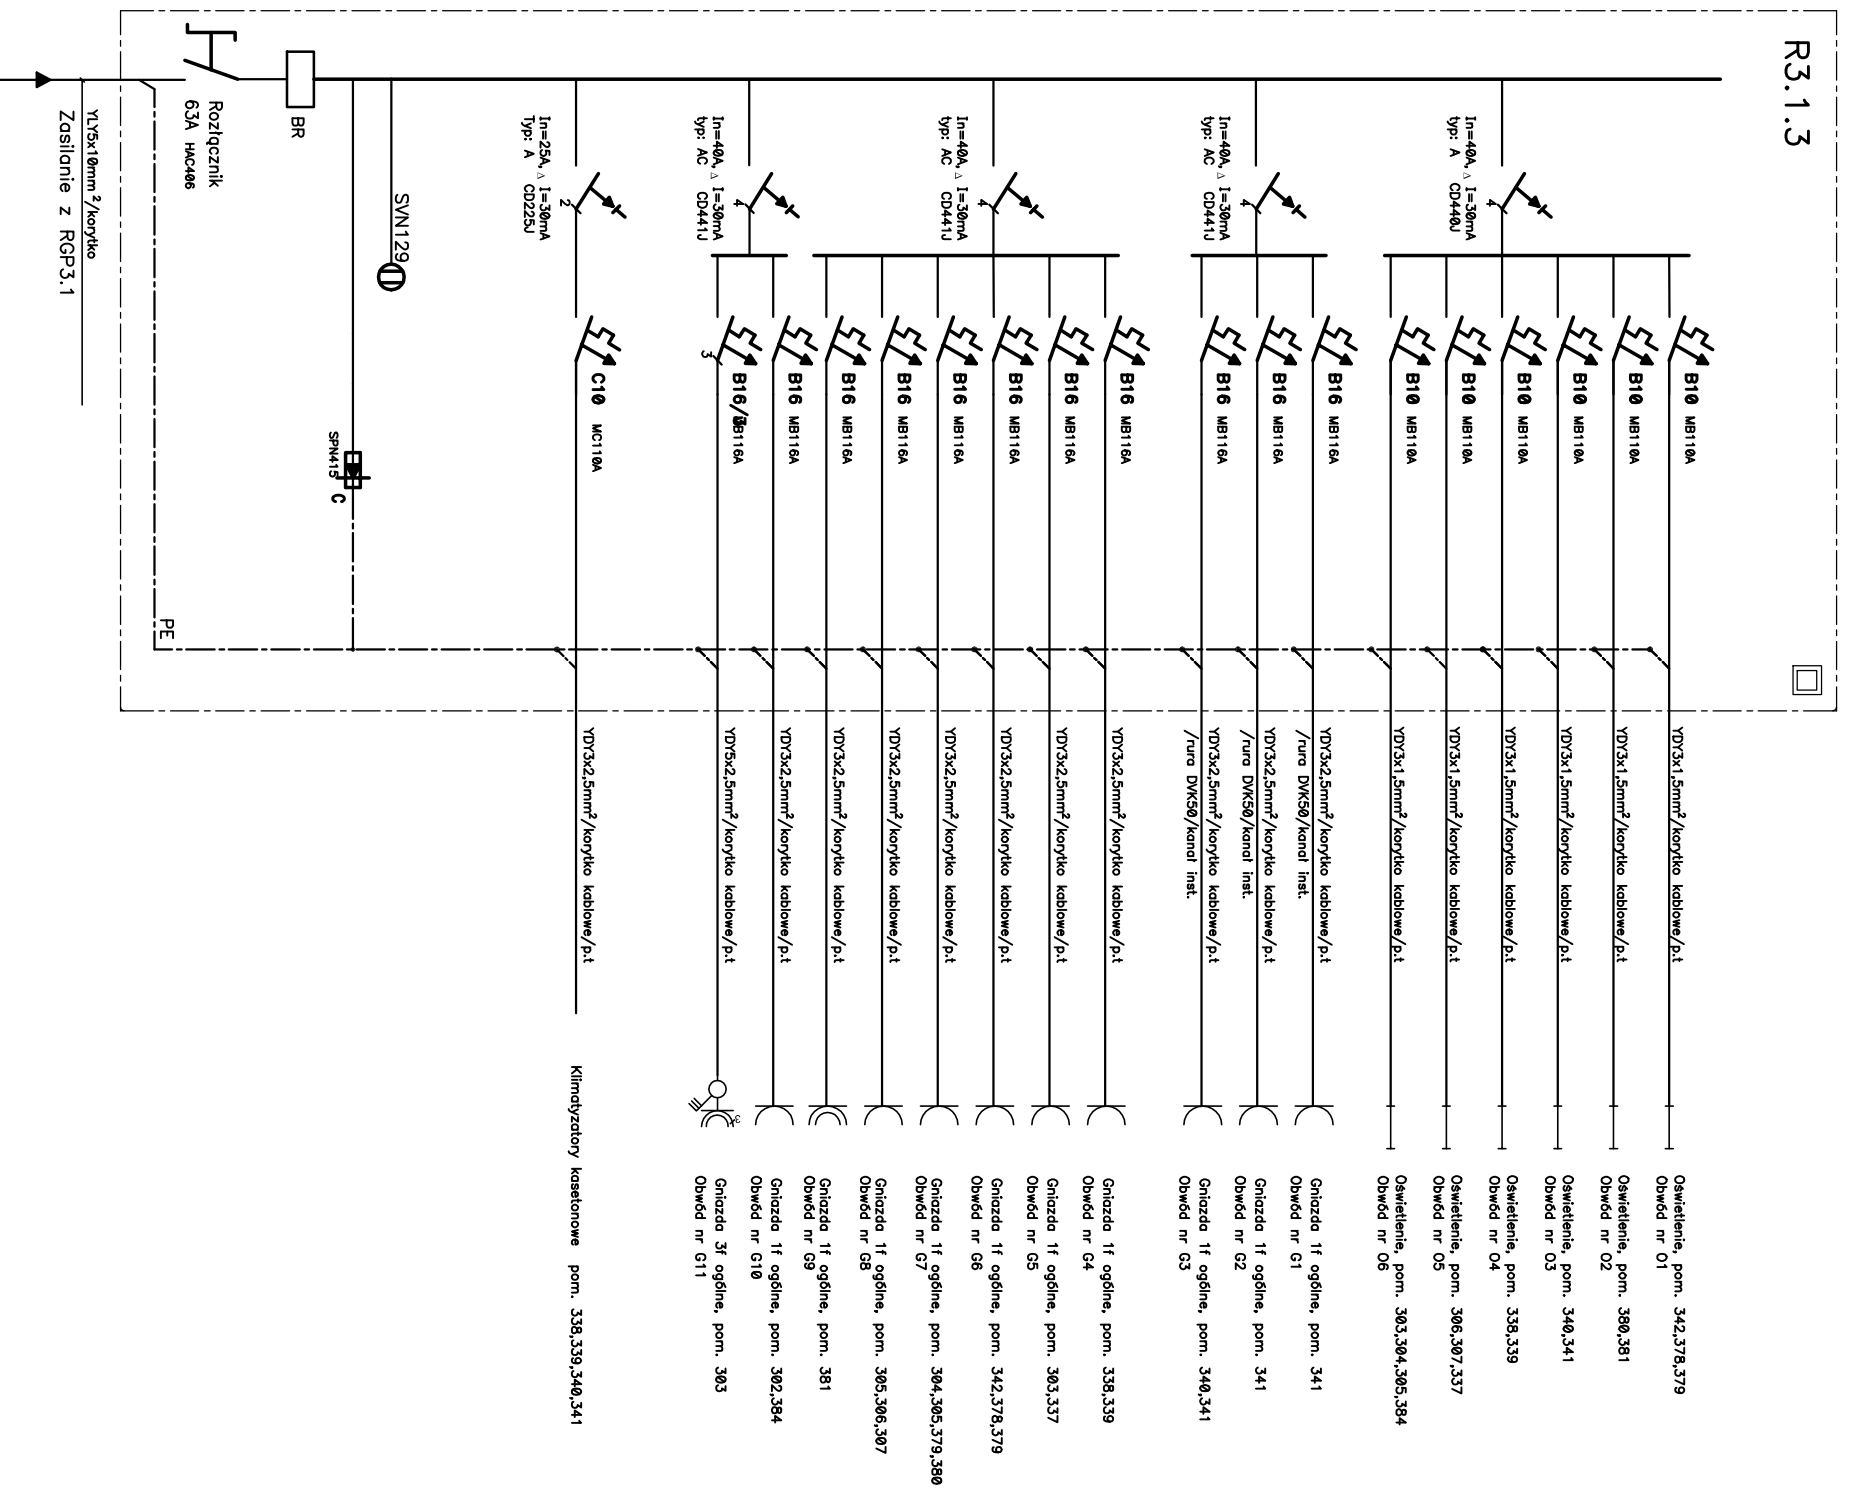 R3.1.3
Oświetlenie, pom. 342,378,379
Obwód nr O1
YDY3x1,5mm²/korytko kablowe/p.t
B10 MB110A
Oświetlenie, pom. 380,381
Obwód nr O2
YDY3x1,5mm²/korytko kablowe/p.t
B10 MB110A
Oświetlenie, pom. 340,341
Obwód nr O3
YDY3x1,5mm²/korytko kablowe/p.t
B10 MB110A
Oświetlenie, pom. 338,339
Obwód nr O4
YDY3x1,5mm²/korytko kablowe/p.t
B10 MB110A
In=40A, Δ I=30mA
typ: A CD440J
4
Oświetlenie, pom. 306,307,337
Obwód nr O5
YDY3x1,5mm²/korytko kablowe/p.t
B10 MB110A
Oświetlenie, pom. 303,304,305,384
Obwód nr O6
YDY3x1,5mm²/korytko kablowe/p.t
B10 MB110A
Gniazda 1f ogólne, pom. 341
Obwód nr G1
YDY3x2,5mm²/korytko kablowe/p.t
/rura DVK50/kanał inst.
B16 MB116A
Gniazda 1f ogólne, pom. 341
Obwód nr G2
YDY3x2,5mm²/korytko kablowe/p.t
/rura DVK50/kanał inst.
B16 MB116A
In=40A, Δ I=30mA
typ: AC CD441J
4
Gniazda 1f ogólne, pom. 340,341
Obwód nr G3
YDY3x2,5mm²/korytko kablowe/p.t
/rura DVK50/kanał inst.
B16 MB116A
Gniazda 1f ogólne, pom. 338,339
Obwód nr G4
YDY3x2,5mm²/korytko kablowe/p.t
B16 MB116A
Gniazda 1f ogólne, pom. 303,337
Obwód nr G5
YDY3x2,5mm²/korytko kablowe/p.t
B16 MB116A
Gniazda 1f ogólne, pom. 342,378,379
Obwód nr G6
YDY3x2,5mm²/korytko kablowe/p.t
B16 MB116A
In=40A, Δ I=30mA
typ: AC CD441J
4
Gniazda 1f ogólne, pom. 304,305,379,380
Obwód nr G7
YDY3x2,5mm²/korytko kablowe/p.t
B16 MB116A
Gniazda 1f ogólne, pom. 305,306,307
Obwód nr G8
YDY3x2,5mm²/korytko kablowe/p.t
B16 MB116A
Gniazda 1f ogólne, pom. 381
Obwód nr G9
YDY3x2,5mm²/korytko kablowe/p.t
B16 MB116A
Gniazda 1f ogólne, pom. 302,384
Obwód nr G10
YDY3x2,5mm²/korytko kablowe/p.t
B16 MB116A
In=40A, Δ I=30mA
typ: AC CD441J
4
Gniazda 3f ogólne, pom. 303
Obwód nr G11
3
YDY5x2,5mm²/korytko kablowe/p.t
B16/3 MB116A
3
Klimatyzatory kasetonowe pom. 338,339,340,341
YDY3x2,5mm²/korytko kablowe/p.t
C10 MC110A
In=25A, Δ I=30mA
Typ: A CD225J
2
SVN129
SPN415
C
BR
PE
Rozłącznik
63A HAC406
YLY5x10mm²/korytko
Zasilanie z RGP3.1